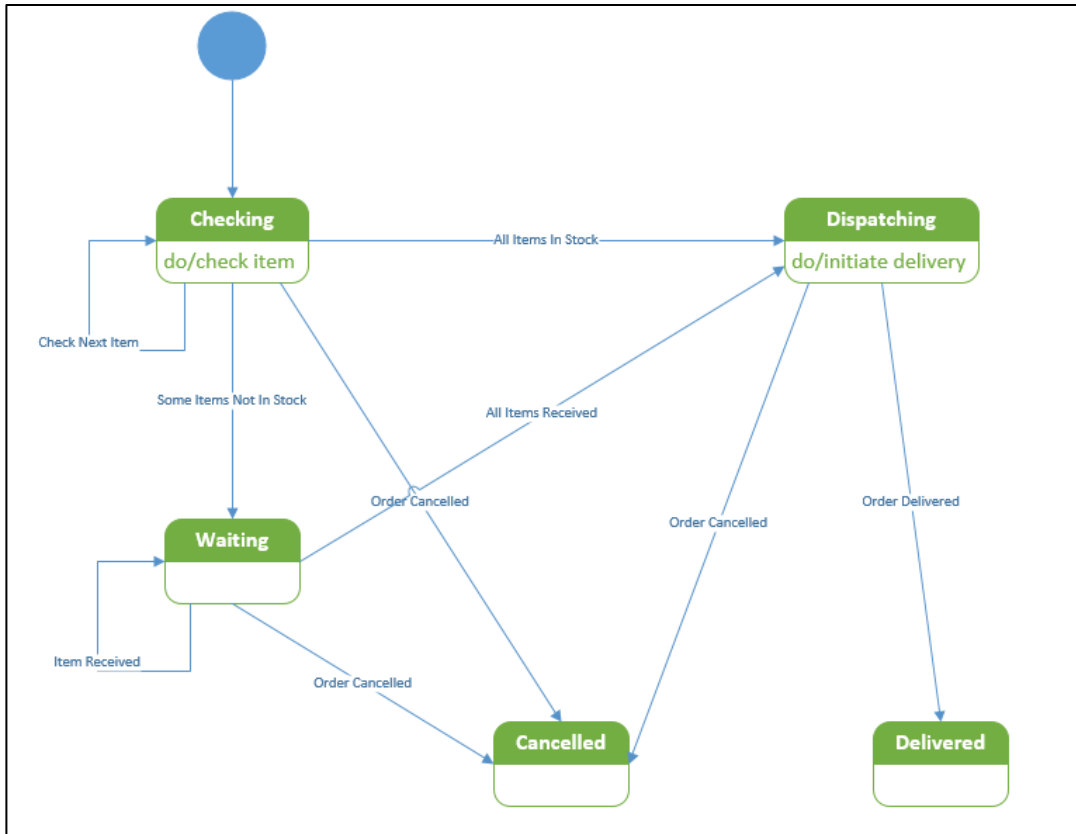 Checking
do/check item
Dispatching
do/initiate delivery
All Items In Stock
Check Next Item
Some Items Not In Stock
All Items Received
Order Cancelled
Order Cancelled
Order Delivered
Waiting
Item Received
Order Cancelled
Cancelled
Delivered